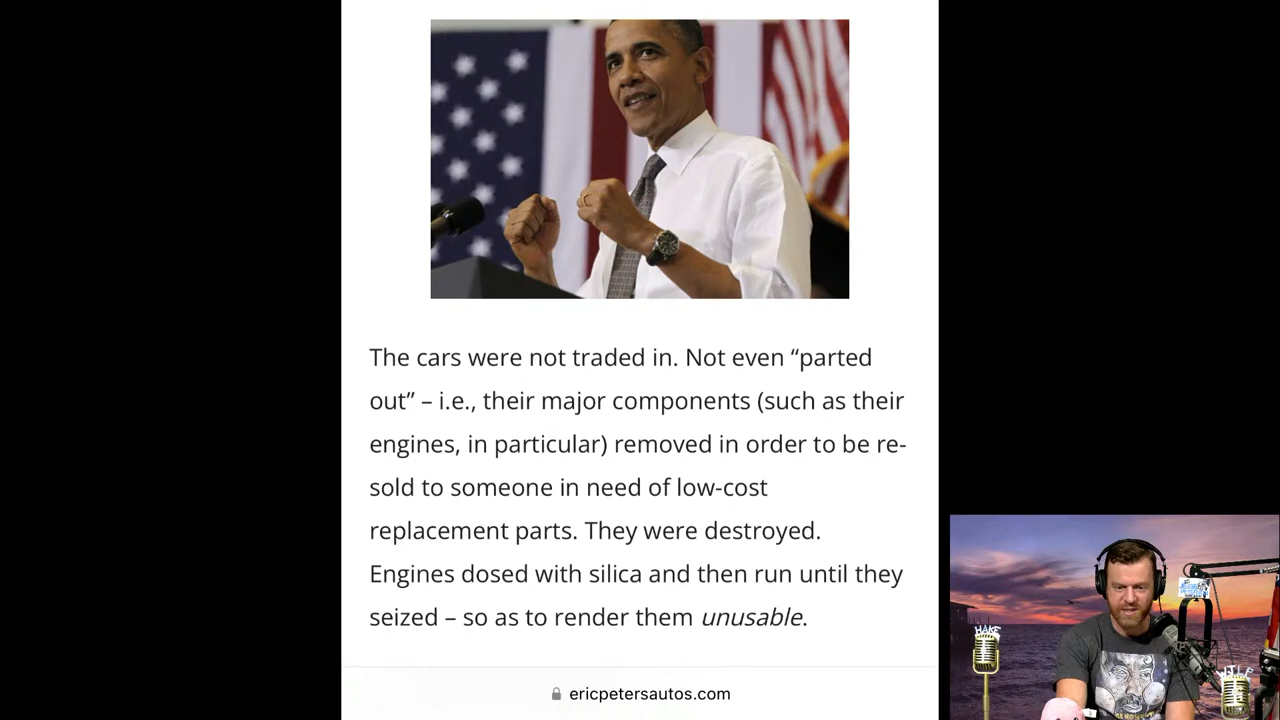 The cars were not traded in. Not even “parted
out” – i.e., their major components (such as their
engines, in particular) removed in order to be re-
sold to someone in need of low-cost
replacement parts. They were destroyed.
Engines dosed with silica and then run until they
seized – so as to render them unusable.
ericpetersautos.com
HAKE
JLP